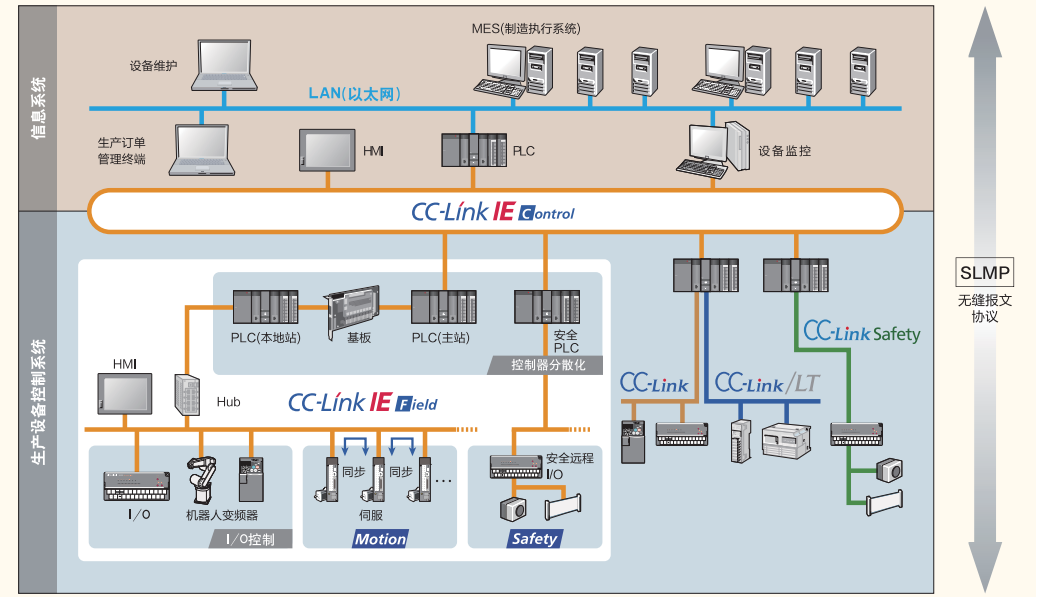 信息系统
设备维护
MES(制造执行系统)
LAN(以太网)
生产订单
管理终端
HMI
PLC
设备监控
CC-Link IE Control
生产设备控制系统
PLC(本地站)
基板
PLC(主站)
安全
PLC
控制器分散化
HMI
Hub
CC-Link IE Field
I/O
机器人变频器
I/O控制
同步
同步
...
伺服
Motion
安全远程
I/O
Safety
CC-Link
CC-Link/LT
CC-Link Safety
SLMP
无缝报文
协议